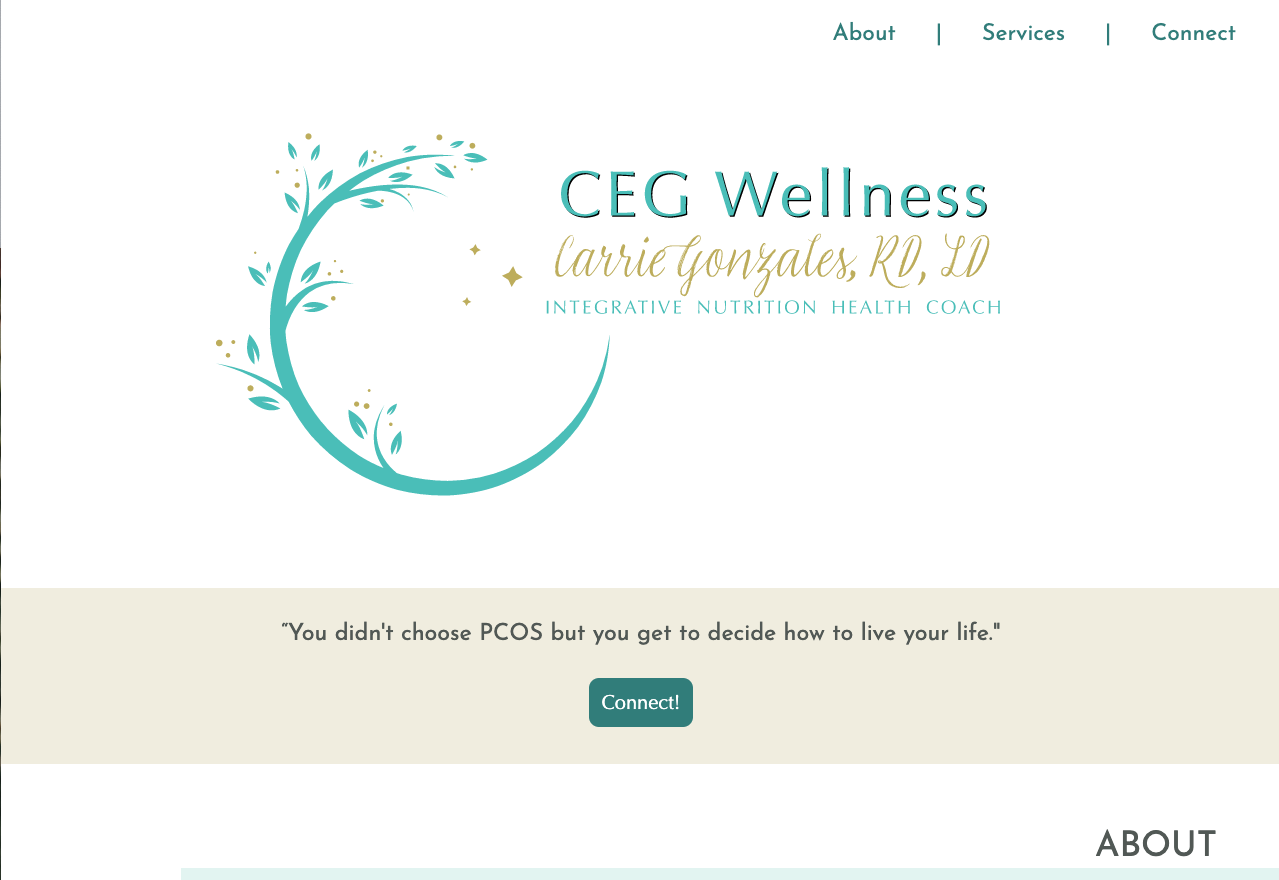 About | Services | Connect
CEG Wellness
Carrie Gonzales, RD, LD
INTEGRATIVE NUTRITION HEALTH COACH
“You didn't choose PCOS but you get to decide how to live your life."
Connect!
ABOUT